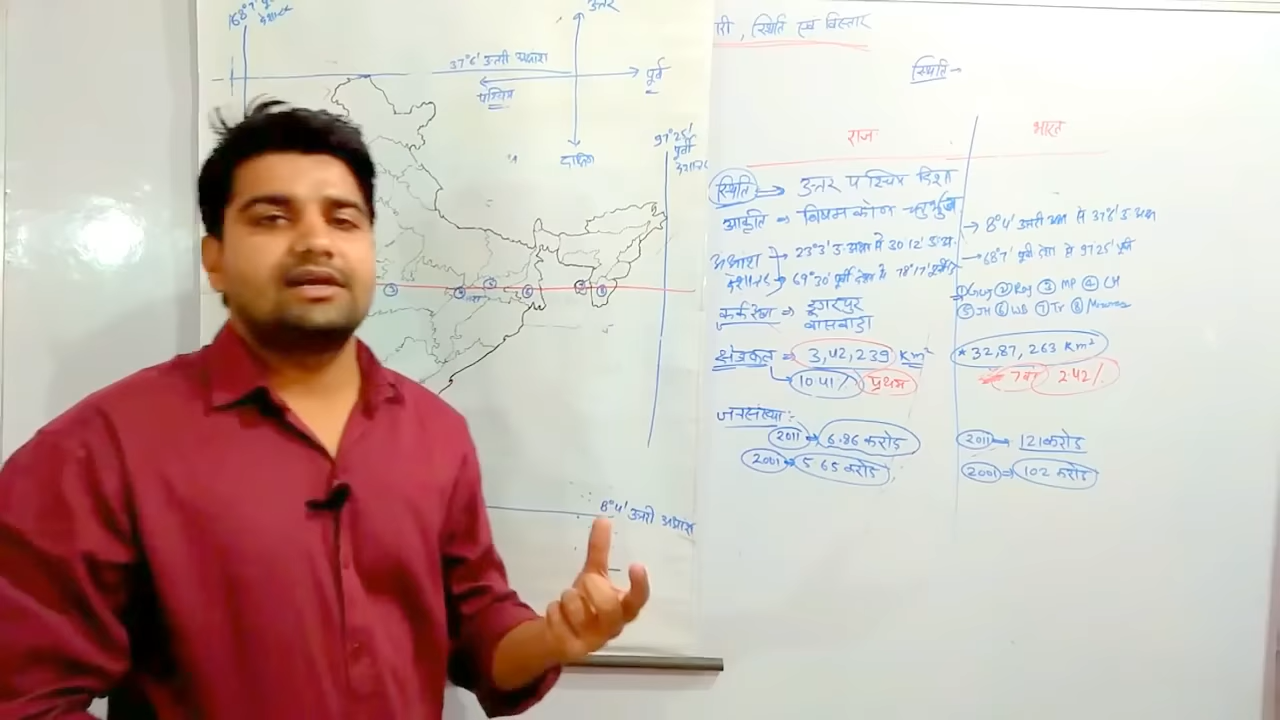 68°7' पू.
देशान्तर
उत्तर
37°6' उत्तरी अक्षांश
पूर्व
पश्चिम
दक्षिण
97°25'
पूर्वी
8°4' उत्तरी अक्षांश
री, स्थिति एवं विस्तार
स्थिति →
राज.
भारत
स्थिति ⇒ उत्तर पश्चिम दिशा
आकृति ⇒ विषमकोण चतुर्भुज
→ 8°4' उत्तरी अक्षा से 37°6' उ. अक्षा
अक्षांश → 23°3' उ. अक्षा से 30°12' उ. अ.
→ 68°7' पूर्वी देशा से 97°25' पूर्वी
देशान्तर → 69°30' पूर्वी देशा से 78°17' पूर्वी
① Guj ② Raj ③ MP ④ CH
⑤ JH ⑥ WB ⑦ Tr ⑧
कर्क रेखा ⇒ डूंगरपुर
बांसवाड़ा
क्षेत्रफल ⇒ 3,42,239 Km²
* 32,87,263 Km²
10.41% प्रथम
7वां 2.42%
जनसंख्या :-
2011 ⇒ 6.86 करोड़
2011 → 121 करोड़
2001 ⇒ 5.65 करोड़
2001 ⇒ 102 करोड़